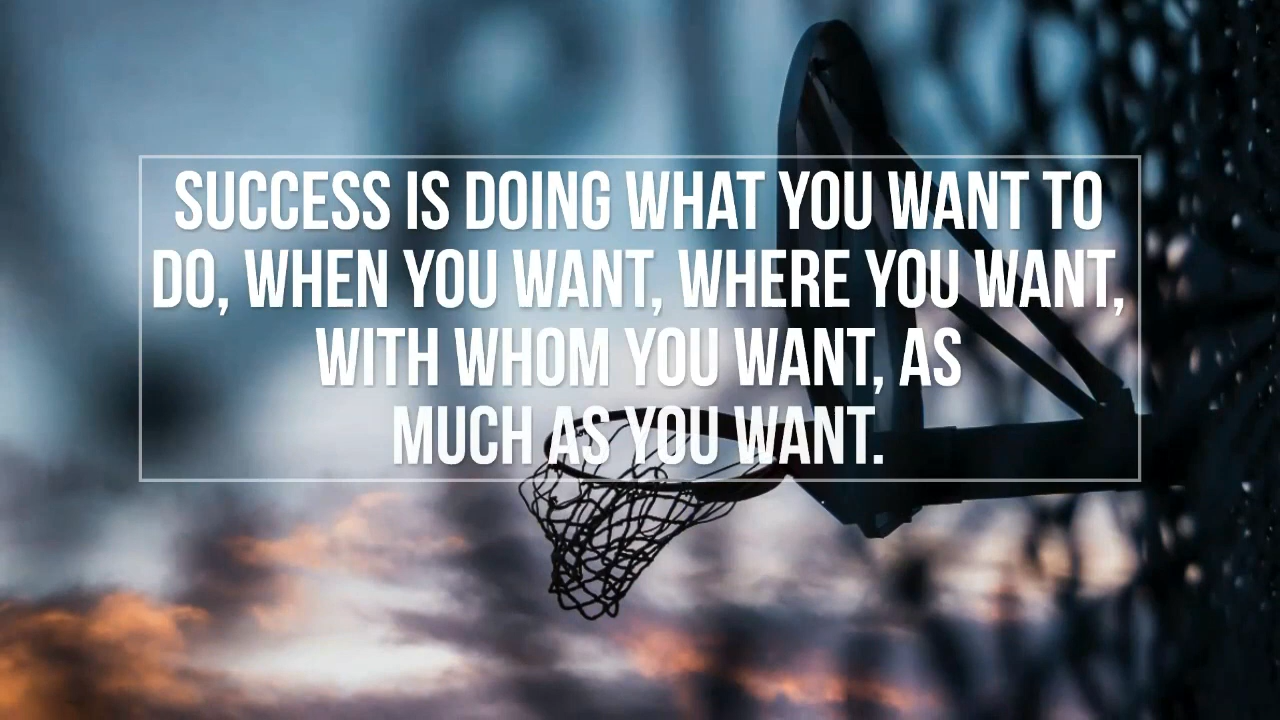 SUCCESS IS DOING WHAT YOU WANT TO
DO, WHEN YOU WANT, WHERE YOU WANT,
WITH WHOM YOU WANT, AS
MUCH AS YOU WANT.